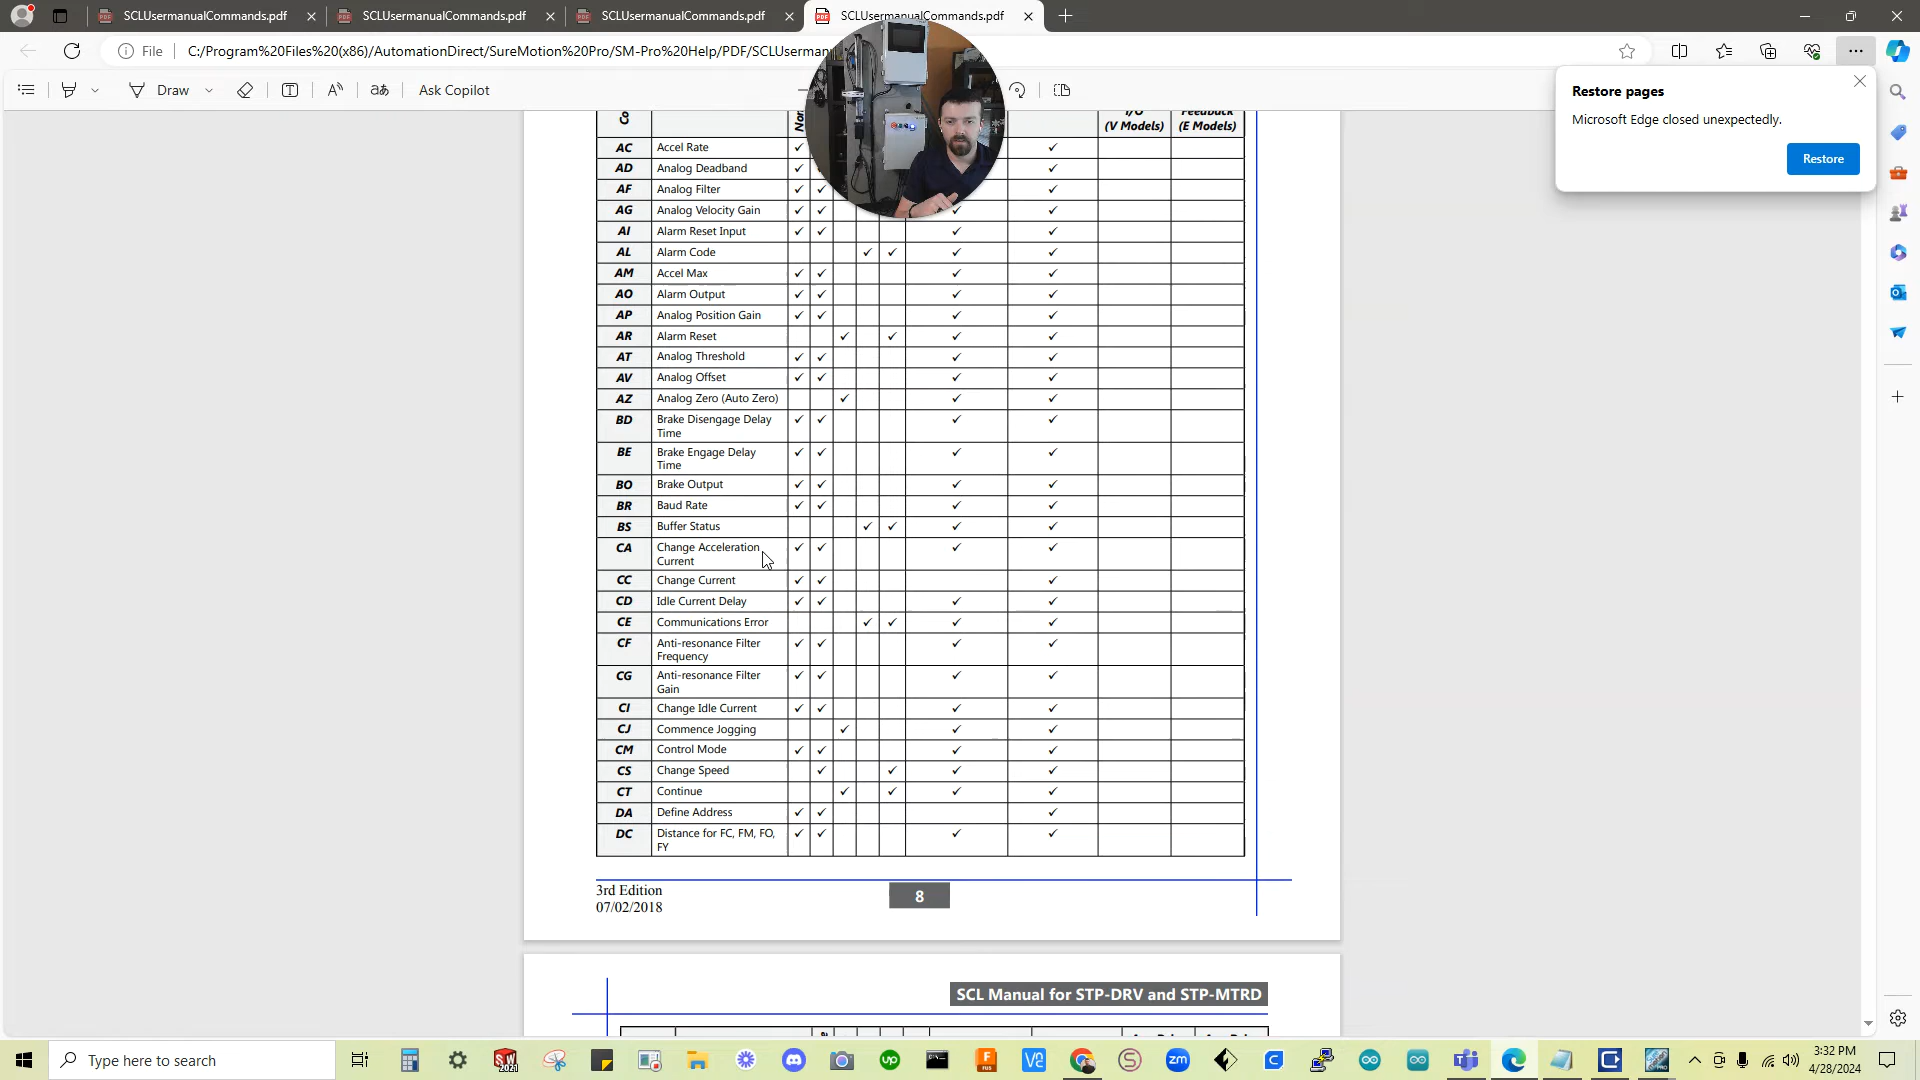 SCLUsermanualCommands.pdf
SCLUsermanualCommands.pdf
SCLUsermanualCommands.pdf
SCLUsermanualCommands.pdf
File
C:/Program%20Files%20(x86)/AutomationDirect/SureMotion%20Pro/SM-Pro%20Help/PDF/SCLUserman
Draw
Ask Copilot
Restore pages
Microsoft Edge closed unexpectedly.
Restore
I/O
(V Models)
Feedback
(E Models)
AC Accel Rate ✓ ✓
AD Analog Deadband ✓ ✓
AF Analog Filter ✓ ✓ ✓
AG Analog Velocity Gain ✓ ✓ ✓ ✓
AI Alarm Reset Input ✓ ✓ ✓ ✓
AL Alarm Code ✓ ✓ ✓ ✓
AM Accel Max ✓ ✓ ✓ ✓
AO Alarm Output ✓ ✓ ✓ ✓
AP Analog Position Gain ✓ ✓ ✓ ✓
AR Alarm Reset ✓ ✓ ✓ ✓
AT Analog Threshold ✓ ✓ ✓ ✓
AV Analog Offset ✓ ✓ ✓ ✓
AZ Analog Zero (Auto Zero) ✓ ✓ ✓
BD Brake Disengage Delay ✓ ✓ ✓ ✓
Time
BE Brake Engage Delay ✓ ✓ ✓ ✓
Time
BO Brake Output ✓ ✓ ✓ ✓
BR Baud Rate ✓ ✓ ✓ ✓
BS Buffer Status ✓ ✓ ✓ ✓
CA Change Acceleration ✓ ✓ ✓ ✓
Current
CC Change Current ✓ ✓ ✓
CD Idle Current Delay ✓ ✓ ✓ ✓
CE Communications Error ✓ ✓ ✓ ✓
CF Anti-resonance Filter ✓ ✓ ✓ ✓
Frequency
CG Anti-resonance Filter ✓ ✓ ✓ ✓
Gain
CI Change Idle Current ✓ ✓ ✓ ✓
CJ Commence Jogging ✓ ✓ ✓
CM Control Mode ✓ ✓ ✓ ✓
CS Change Speed ✓ ✓ ✓ ✓
CT Continue ✓ ✓ ✓ ✓
DA Define Address ✓ ✓ ✓
DC Distance for FC, FM, FO, ✓ ✓ ✓ ✓
FY
3rd Edition
07/02/2018
8
SCL Manual for STP-DRV and STP-MTRD
Type here to search
3:32 PM
4/28/2024